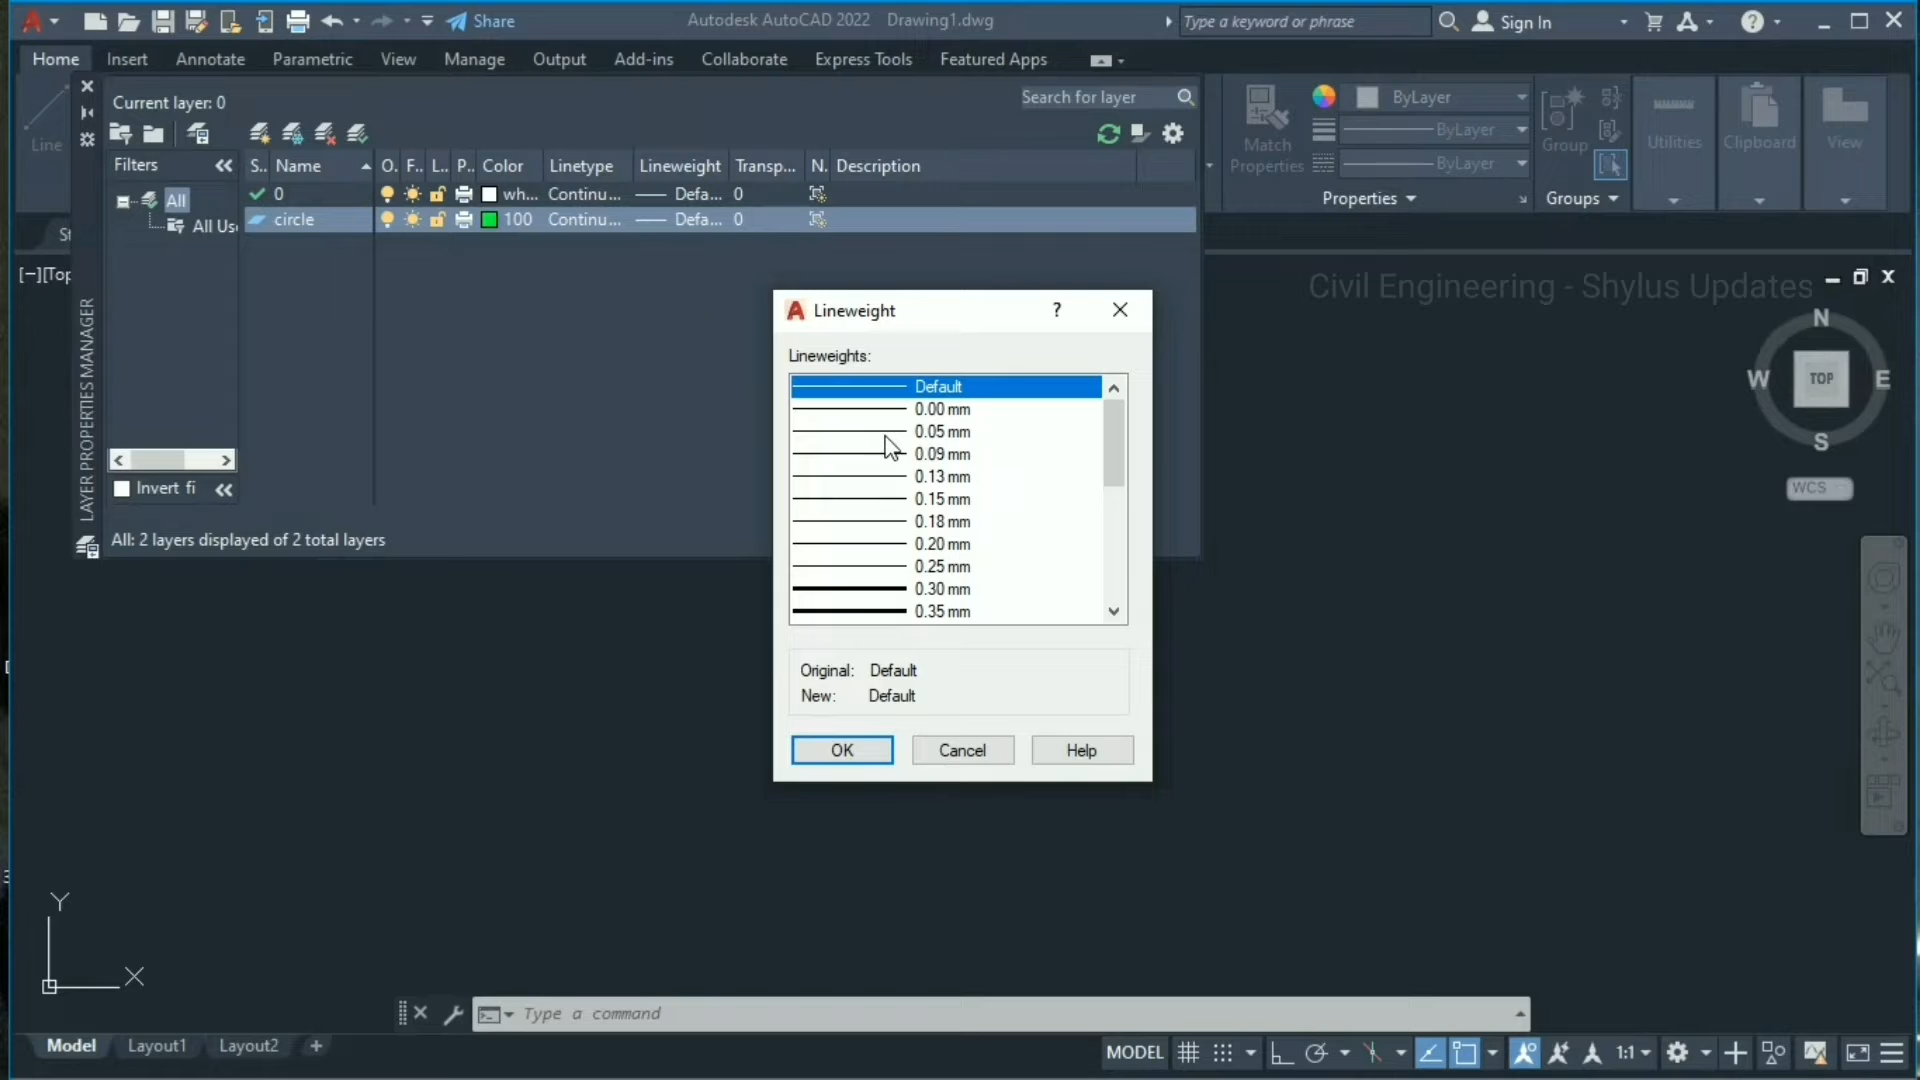 Share
Autodesk AutoCAD 2022 Drawing1.dwg
Type a keyword or phrase
Sign In
Home Insert Annotate Parametric View Manage Output Add-ins Collaborate Express Tools Featured Apps
Current layer: 0
Search for layer
Line
Match
Properties
ByLayer
ByLayer
ByLayer
Group
Utilities
Clipboard
View
Properties
Groups
Filters
S.. Name O. F.. L.. P.. Color Linetype Lineweight Transp... N. Description
All
All Us
0 wh... Continu... Defa... 0
circle 100 Continu... Defa... 0
[−][Top
Civil Engineering - Shylus Updates
LAYER PROPERTIES MANAGER
Invert fi
All: 2 layers displayed of 2 total layers
Lineweight
Lineweights:
Default
0.00 mm
0.05 mm
0.09 mm
0.13 mm
0.15 mm
0.18 mm
0.20 mm
0.25 mm
0.30 mm
0.35 mm
Original: Default
New: Default
OK Cancel Help
N
W TOP E
S
WCS
Y
X
Type a command
Model Layout1 Layout2 +
MODEL 1:1